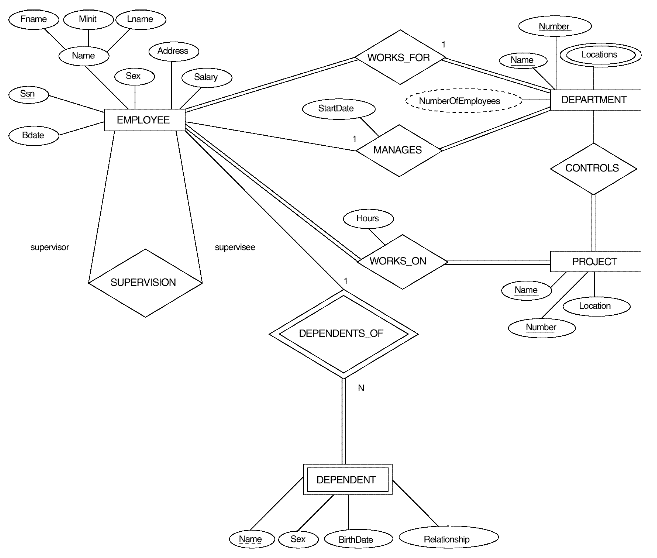 Fname
Minit
Lname
Name
Address
Sex
Salary
Ssn
Bdate
EMPLOYEE
WORKS_FOR
1
Number
Name
Locations
NumberOfEmployees
DEPARTMENT
StartDate
1
MANAGES
CONTROLS
supervisor
supervisee
SUPERVISION
Hours
WORKS_ON
PROJECT
Name
Number
Location
1
DEPENDENTS_OF
N
DEPENDENT
Name
Sex
BirthDate
Relationship